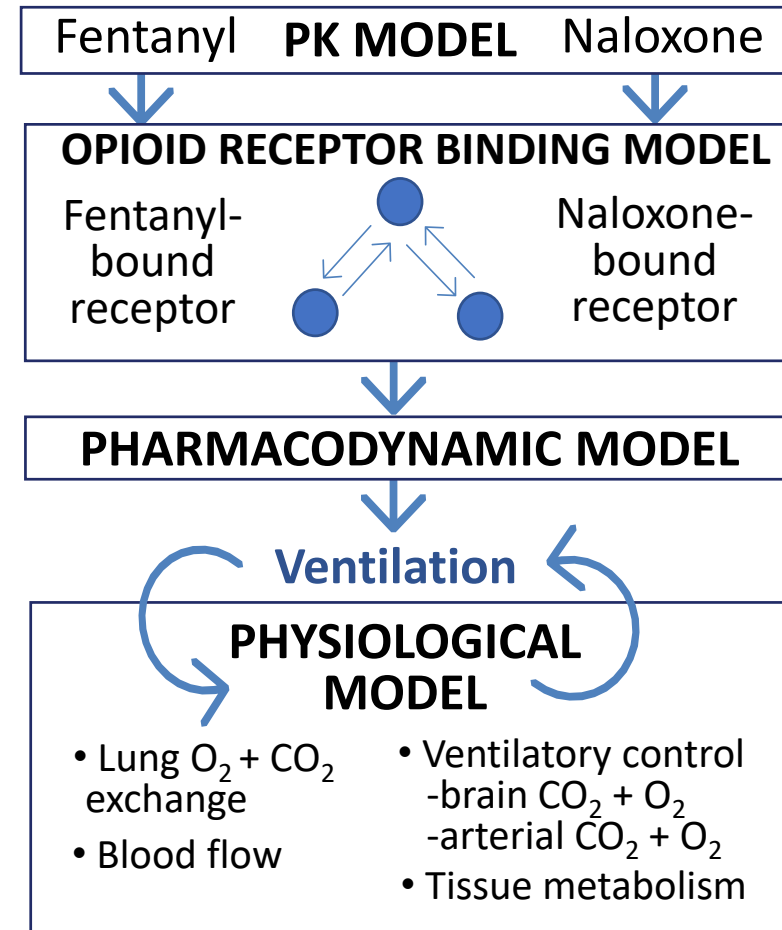 Fentanyl PK MODEL Naloxone
OPIOID RECEPTOR BINDING MODEL
Fentanyl-
bound
receptor
Naloxone-
bound
receptor
PHARMACODYNAMIC MODEL
Ventilation
PHYSIOLOGICAL
MODEL
• Lung O₂ + CO₂
exchange
• Blood flow
• Ventilatory control
-brain CO₂ + O₂
-arterial CO₂ + O₂
• Tissue metabolism